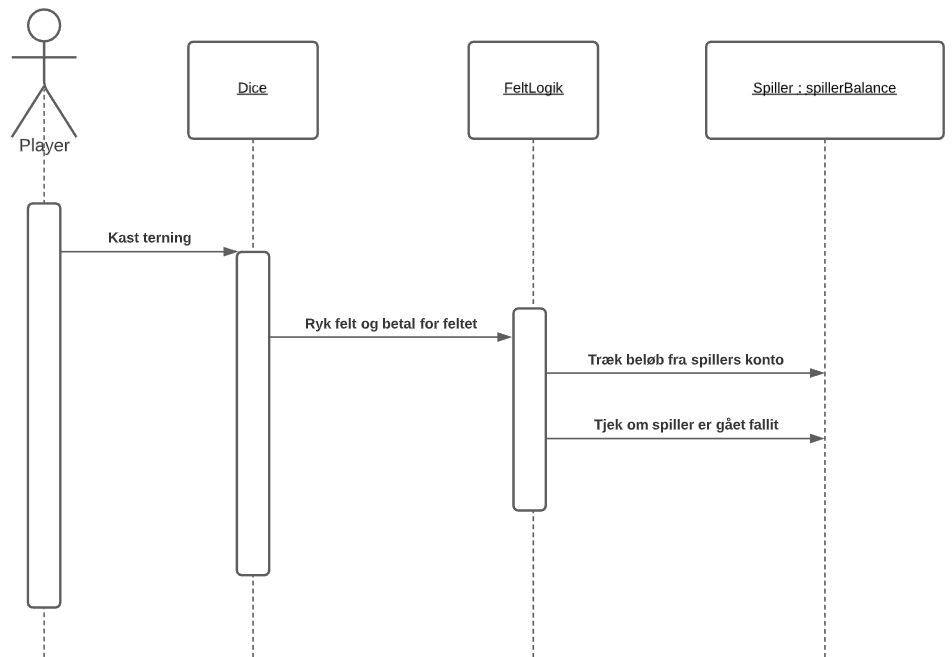 Dice
FeltLogik
Spiller : spillerBalance
Player
Kast terning
Ryk felt og betal for feltet
Træk beløb fra spillers konto
Tjek om spiller er gået fallit